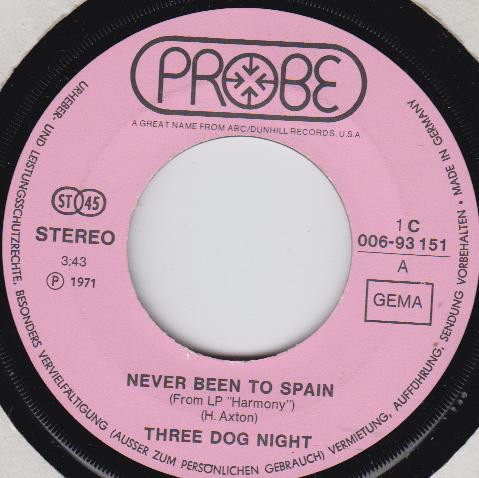 PROBE
A GREAT NAME FROM ABC/DUNHILL RECORDS, U.S.A
URHEBER- UND LEISTUNGSSCHUTZRECHTE, BESONDERS VERVIELFÄLTIGUNG (AUSSER ZUM PERSÖNLICHEN GEBRAUCH) VERMIETUNG, AUFFÜHRUNG, SENDUNG VORBEHALTEN • MADE IN GERMANY
ST 45
STEREO
3:43
Ⓟ 1971
1 C
006-93 151
A
GEMA
NEVER BEEN TO SPAIN
(From LP "Harmony")
(H. Axton)
THREE DOG NIGHT